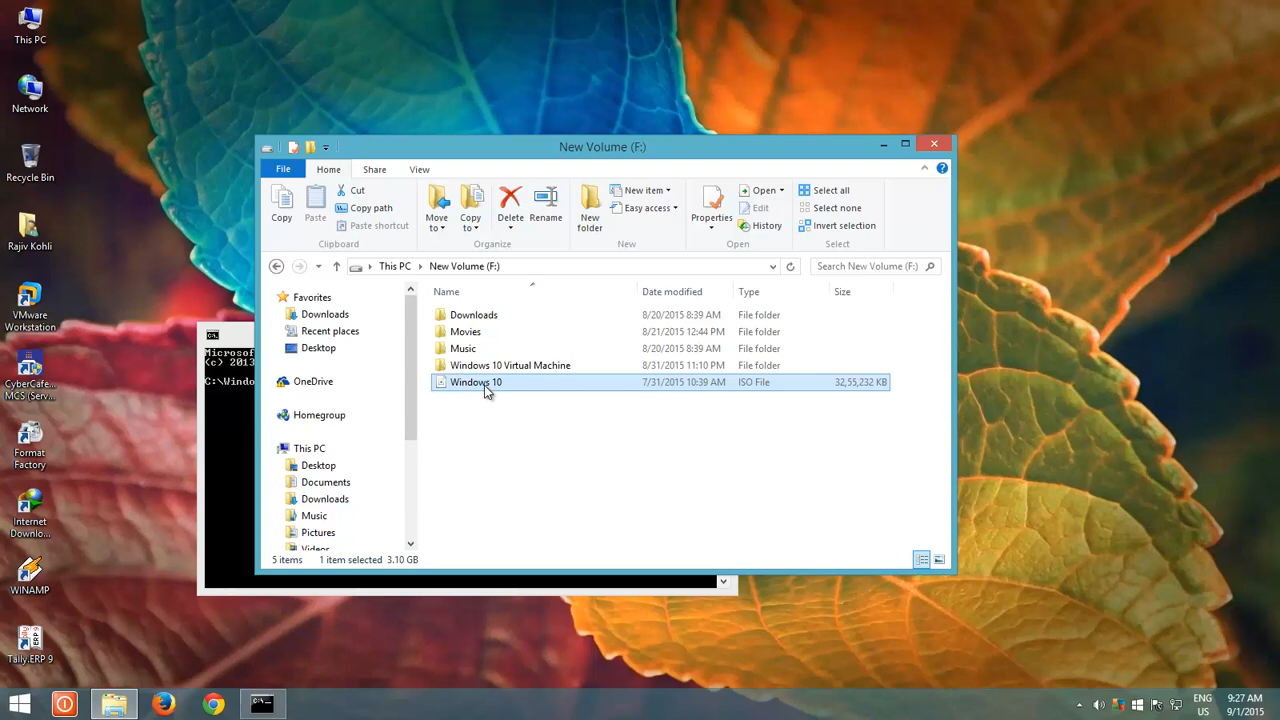 This PC
Network
Recycle Bin
Rajiv Kohli
VMware
Workstation
CyberCafe...
MCS (Serv...
Format
Factory
Internet
Downlo...
WINAMP
Tally.ERP 9
New Volume (F:)
File Home Share View
Copy
Paste
Cut
Copy path
Paste shortcut
Clipboard
Move
to
Copy
to
Delete
Rename
Organize
New
folder
New item
Easy access
New
Properties
Open
Edit
History
Open
Select all
Select none
Invert selection
Select
This PC New Volume (F:)
Search New Volume (F:)
Favorites
Downloads
Recent places
Desktop
OneDrive
Homegroup
This PC
Desktop
Documents
Downloads
Music
Pictures
Videos
Name Date modified Type Size
Downloads 8/20/2015 8:39 AM File folder
Movies 8/21/2015 12:44 PM File folder
Music 8/20/2015 8:39 AM File folder
Windows 10 Virtual Machine 8/31/2015 11:10 PM File folder
Windows 10 7/31/2015 10:39 AM ISO File 32,55,232 KB
5 items 1 item selected 3.10 GB
C:\.
Microsof
(c) 2013
C:\Windo
C:\.
ENG
US
9:27 AM
9/1/2015